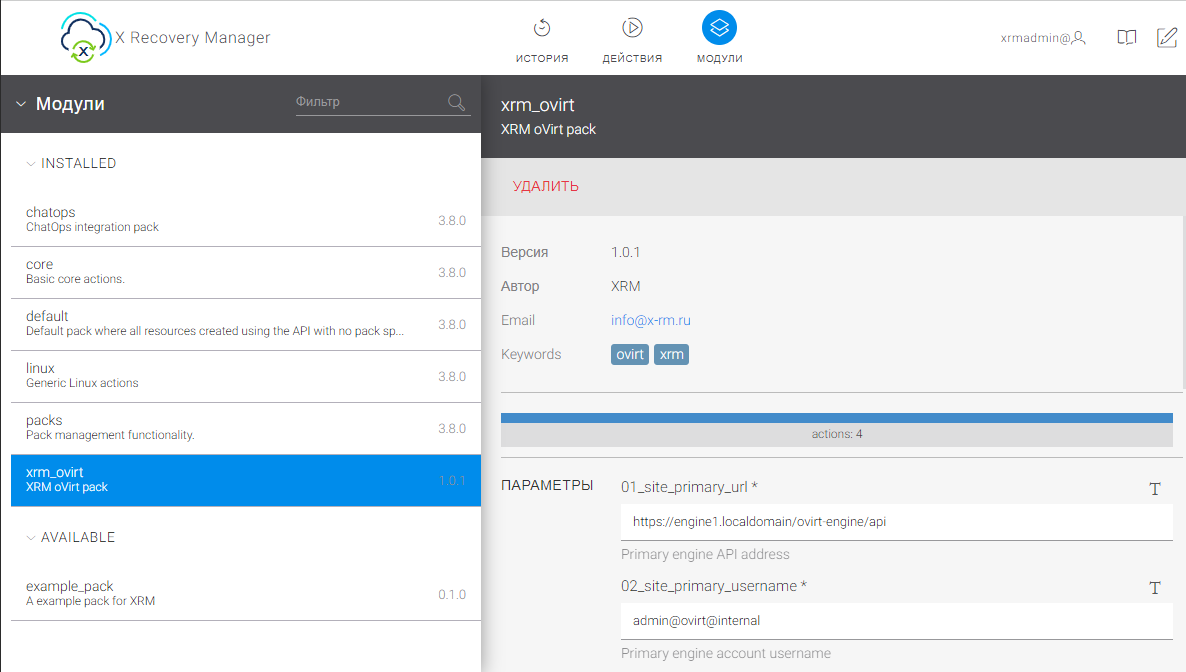 X Recovery Manager
ИСТОРИЯ
ДЕЙСТВИЯ
МОДУЛИ
xrmadmin@
Модули
Фильтр
INSTALLED
chatops
ChatOps integration pack
3.8.0
core
Basic core actions.
3.8.0
default
Default pack where all resources created using the API with no pack sp...
3.8.0
linux
Generic Linux actions
3.8.0
packs
Pack management functionality.
3.8.0
xrm_ovirt
XRM oVirt pack
1.0.1
AVAILABLE
example_pack
A example pack for XRM
0.1.0
xrm_ovirt
XRM oVirt pack
УДАЛИТЬ
Версия 1.0.1
Автор XRM
Email info@x-rm.ru
Keywords ovirt xrm
actions: 4
ПАРАМЕТРЫ
01_site_primary_url *
https://engine1.localdomain/ovirt-engine/api
Primary engine API address
02_site_primary_username *
admin@ovirt@internal
Primary engine account username